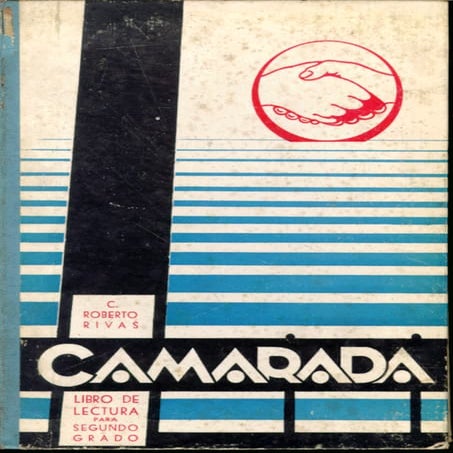 C.
ROBERTO
RIVAS
CAMARADA
LIBRO DE
LECTURA
PARA
SEGUNDO
GRADO